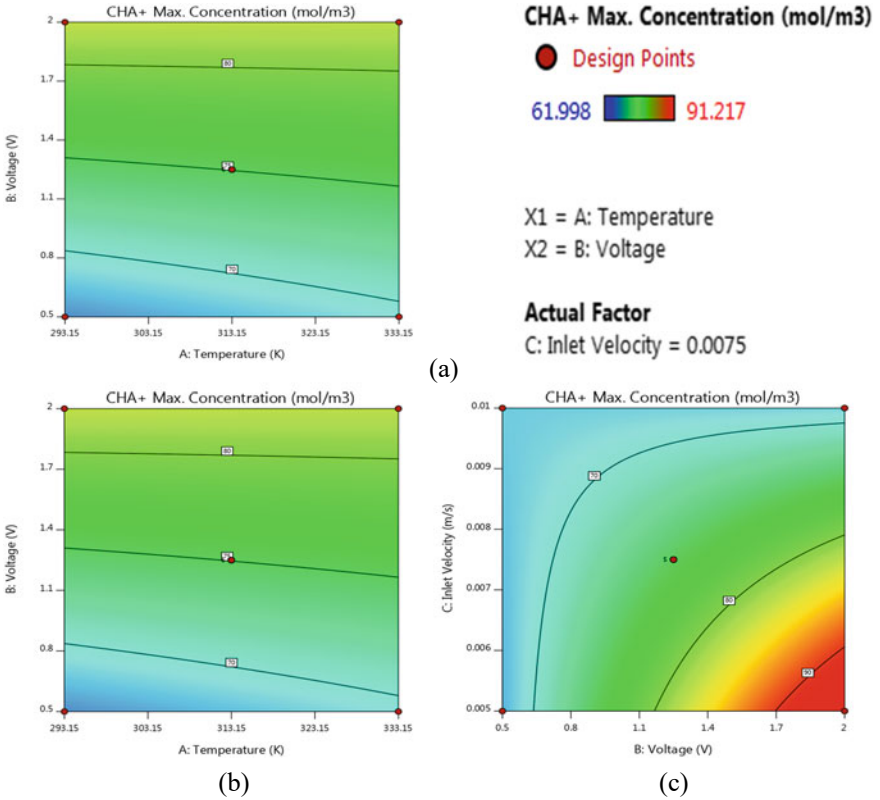 CHA+ Max. Concentration (mol/m3)
2
1.7
1.4
1.1
0.8
0.5
B: Voltage (V)
80
75
70
293.15 303.15 313.15 323.15 333.15
A: Temperature (K)
CHA+ Max. Concentration (mol/m3)
Design Points
61.998 91.217
X1 = A: Temperature
X2 = B: Voltage
Actual Factor
C: Inlet Velocity = 0.0075
(a)
CHA+ Max. Concentration (mol/m3)
2
1.7
1.4
1.1
0.8
0.5
B: Voltage (V)
80
75
70
293.15 303.15 313.15 323.15 333.15
A: Temperature (K)
(b)
CHA+ Max. Concentration (mol/m3)
0.01
0.009
0.008
0.007
0.006
0.005
C: Inlet Velocity (m/s)
70
5
80
90
0.5 0.8 1.1 1.4 1.7 2
B: Voltage (V)
(c)